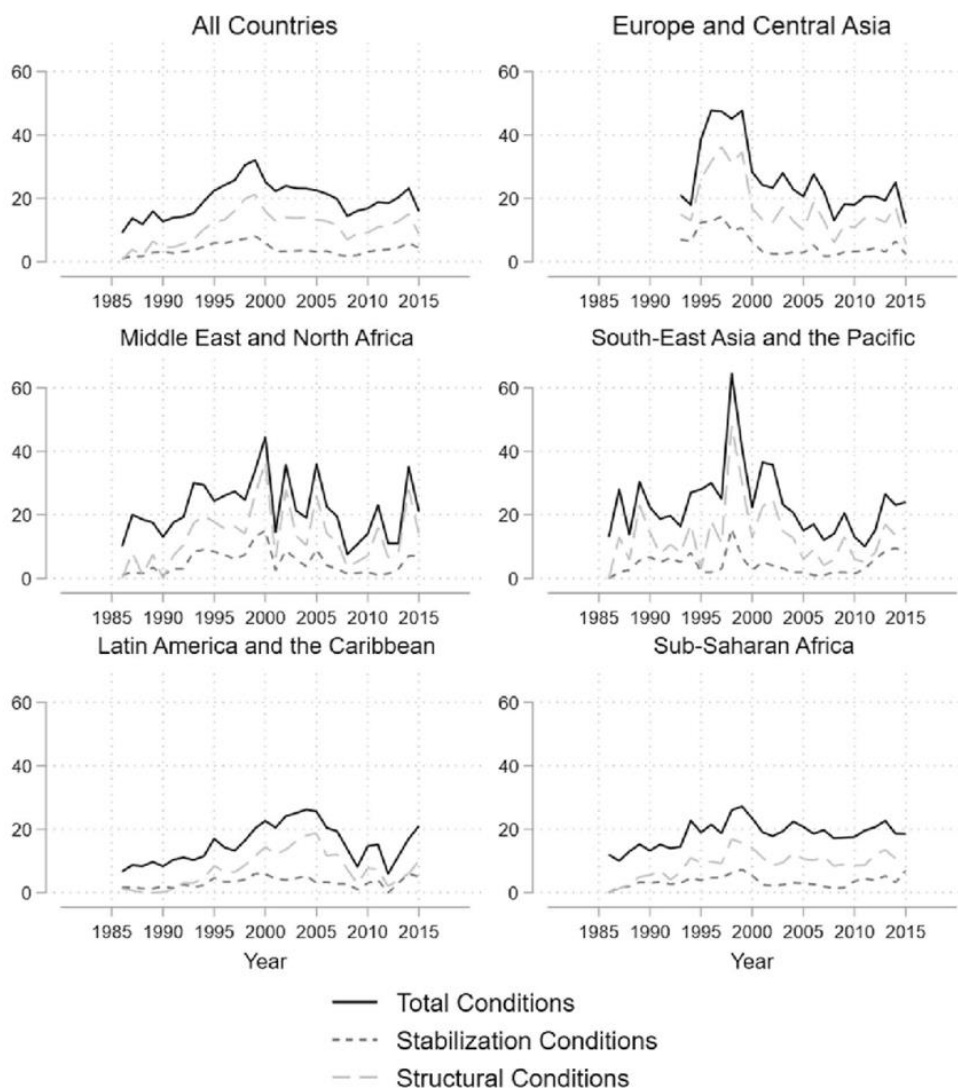 All Countries
60
40
20
0
1985 1990 1995 2000 2005 2010 2015
Europe and Central Asia
60
40
20
0
1985 1990 1995 2000 2005 2010 2015
Middle East and North Africa
60
40
20
0
1985 1990 1995 2000 2005 2010 2015
South-East Asia and the Pacific
60
40
20
0
1985 1990 1995 2000 2005 2010 2015
Latin America and the Caribbean
60
40
20
0
1985 1990 1995 2000 2005 2010 2015
Year
Sub-Saharan Africa
60
40
20
0
1985 1990 1995 2000 2005 2010 2015
Year
Total Conditions
Stabilization Conditions
Structural Conditions